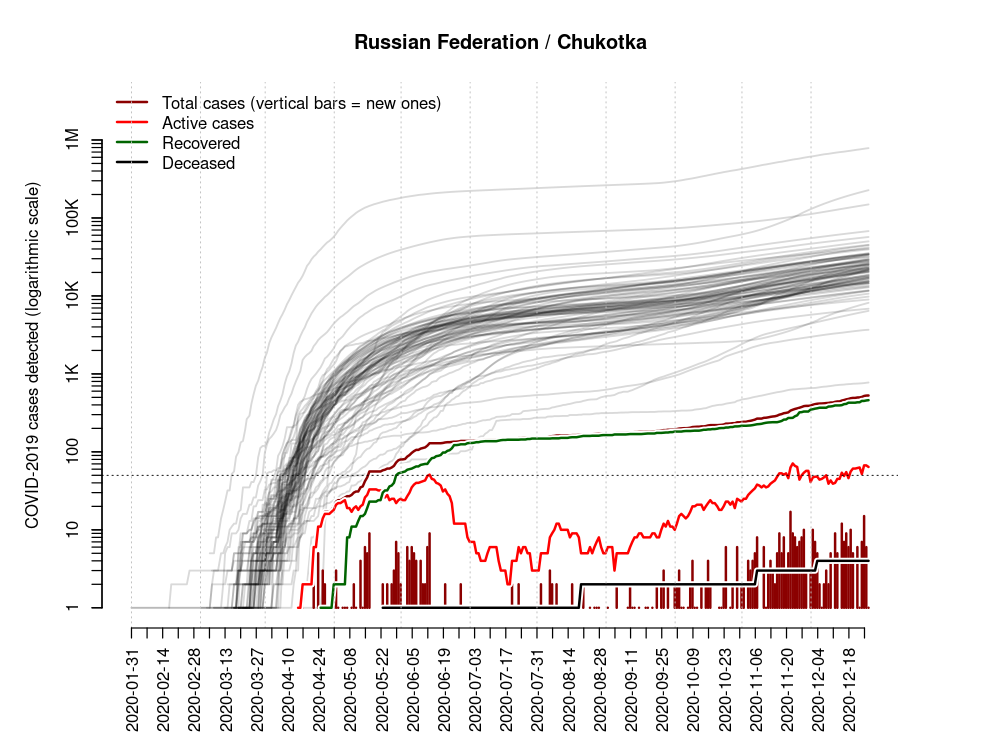 Russian Federation / Chukotka
Total cases (vertical bars = new ones)
Active cases
Recovered
Deceased
COVID-2019 cases detected (logarithmic scale)
1M
100K
10K
1K
100
10
1
2020-01-31
2020-02-14
2020-02-28
2020-03-13
2020-03-27
2020-04-10
2020-04-24
2020-05-08
2020-05-22
2020-06-05
2020-06-19
2020-07-03
2020-07-17
2020-07-31
2020-08-14
2020-08-28
2020-09-11
2020-09-25
2020-10-09
2020-10-23
2020-11-06
2020-11-20
2020-12-04
2020-12-18